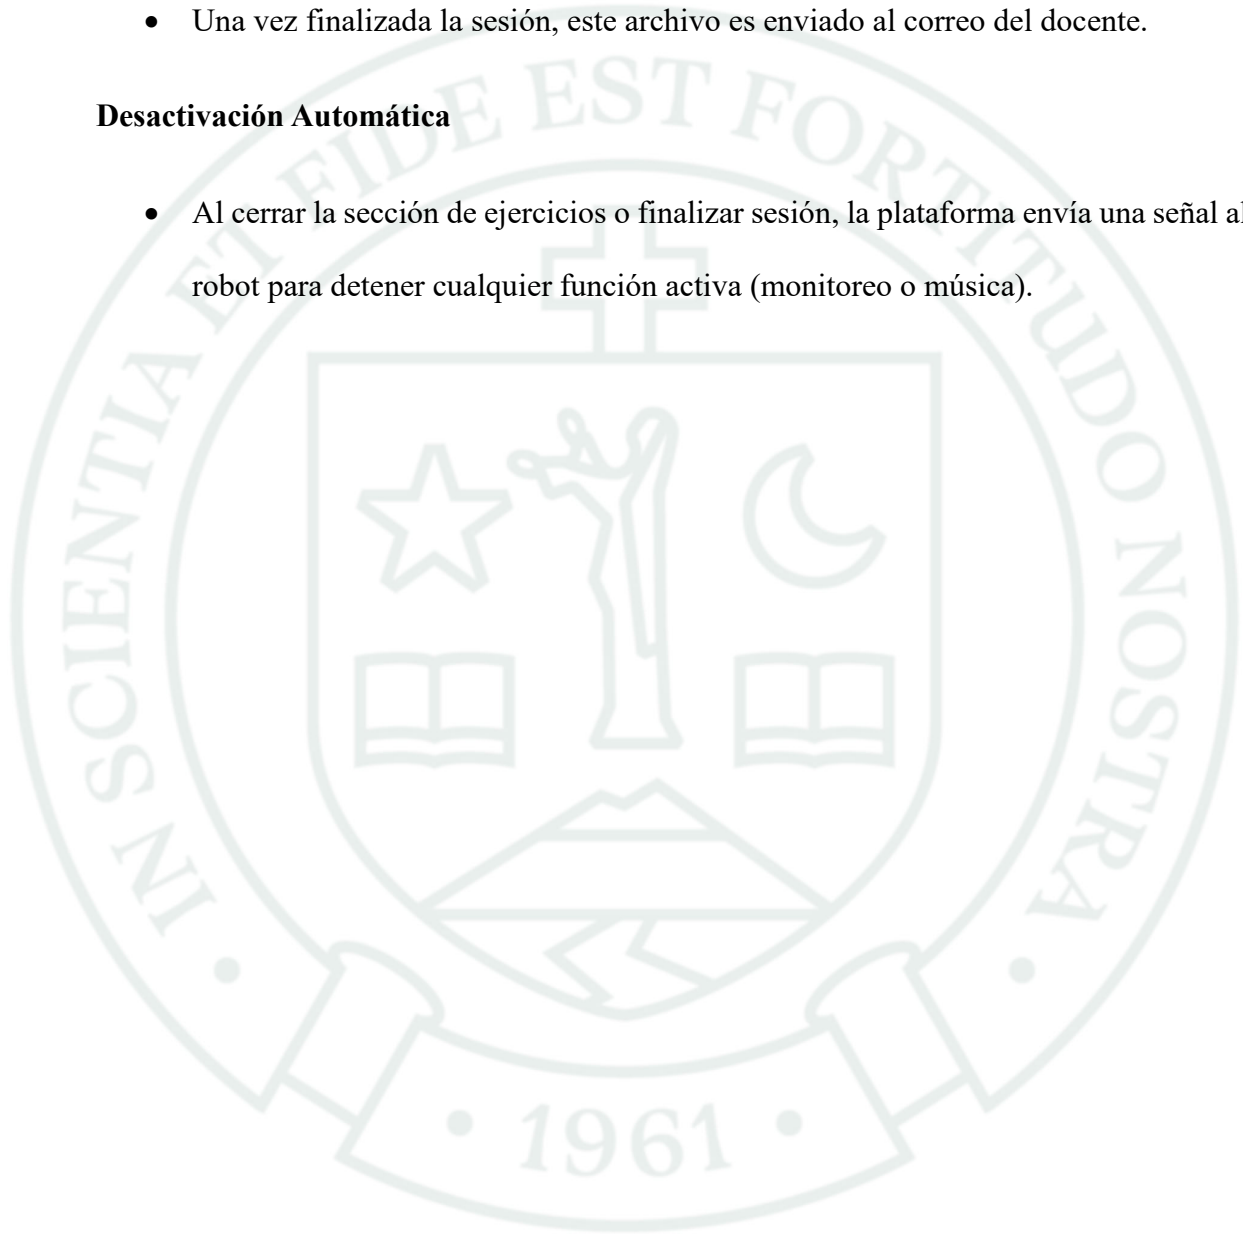 • Una vez finalizada la sesión, este archivo es enviado al correo del docente.
Desactivación Automática
• Al cerrar la sección de ejercicios o finalizar sesión, la plataforma envía una señal al
robot para detener cualquier función activa (monitoreo o música).
IN SCIENTIA ET FIDE EST FORTITUDO NOSTRA
• 1961 •